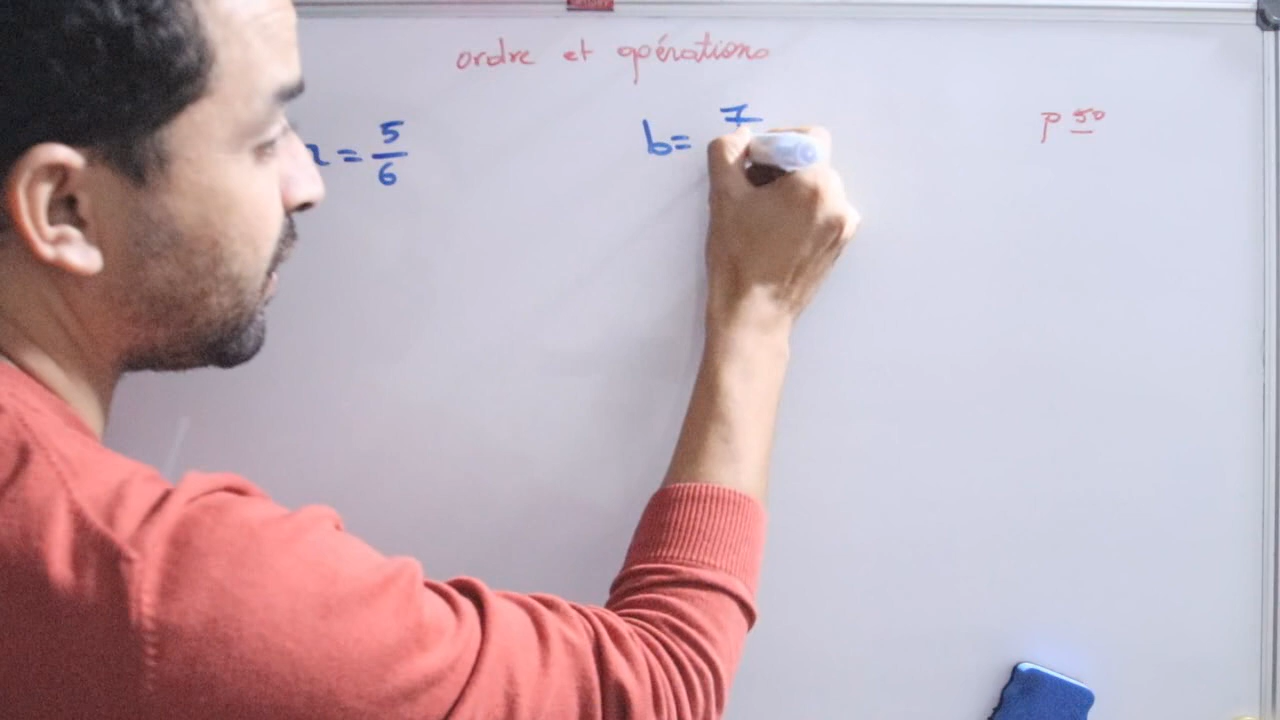 ordre et opérations
= 5/6
b= 7
p 50